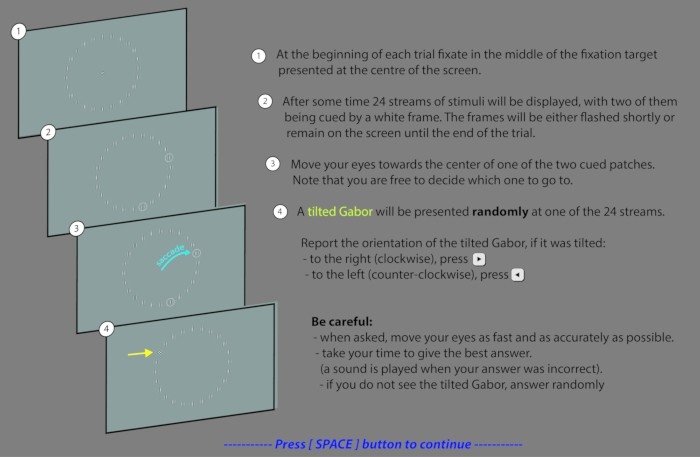 1
1 At the beginning of each trial fixate in the middle of the fixation target
presented at the centre of the screen.
2
2 After some time 24 streams of stimuli will be displayed, with two of them
being cued by a white frame. The frames will be either flashed shortly or
remain on the screen until the end of the trial.
3
saccade
3 Move your eyes towards the center of one of the two cued patches.
Note that you are free to decide which one to go to.
4
4 A tilted Gabor will be presented randomly at one of the 24 streams.
Report the orientation of the tilted Gabor, if it was tilted:
- to the right (clockwise), press
- to the left (counter-clockwise), press
Be careful:
- when asked, move your eyes as fast and as accurately as possible.
- take your time to give the best answer.
(a sound is played when your answer was incorrect).
- if you do not see the tilted Gabor, answer randomly
----------- Press [ SPACE ] button to continue -----------